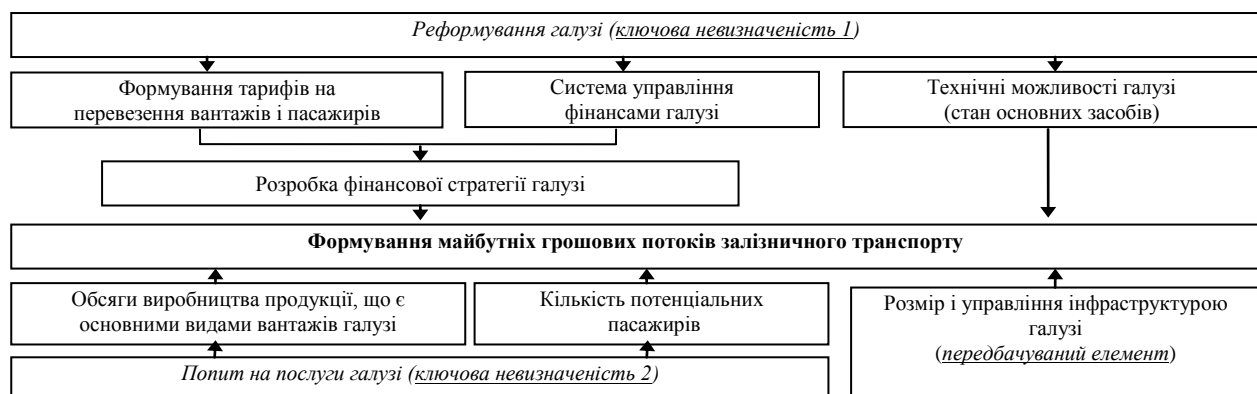 Реформування галузі (ключова невизначеність 1)
Формування тарифів на
перевезення вантажів і пасажирів
Система управління
фінансами галузі
Технічні можливості галузі
(стан основних засобів)
Розробка фінансової стратегії галузі
Формування майбутніх грошових потоків залізничного транспорту
Обсяги виробництва продукції, що є
основними видами вантажів галузі
Кількість потенціальних
пасажирів
Розмір і управління інфраструктурою
галузі
(передбачуваний елемент)
Попит на послуги галузі (ключова невизначеність 2)